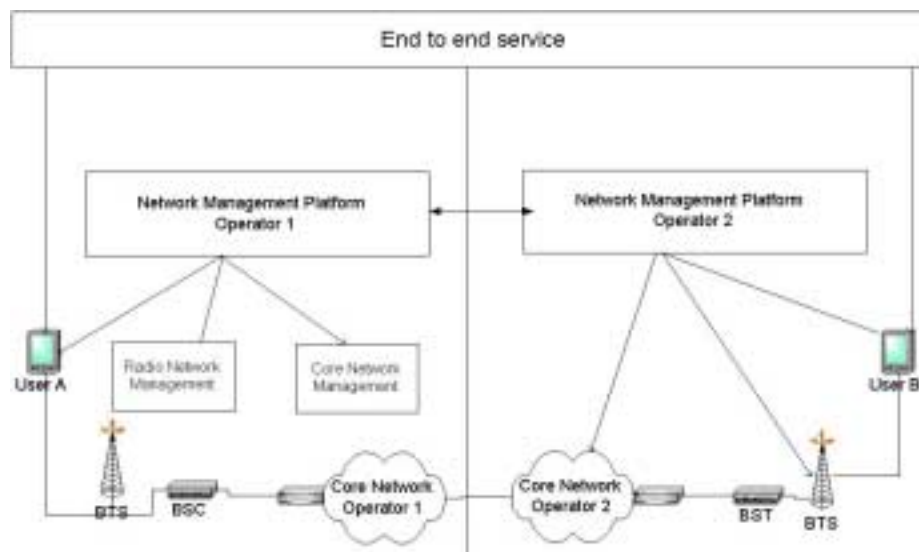 End to end service
Network Management Platform
Operator 1
Network Management Platform
Operator 2
User A
Radio Network
Management
Core Network
Management
User B
BTS
BSC
Core Network
Operator 1
Core Network
Operator 2
BST
BTS